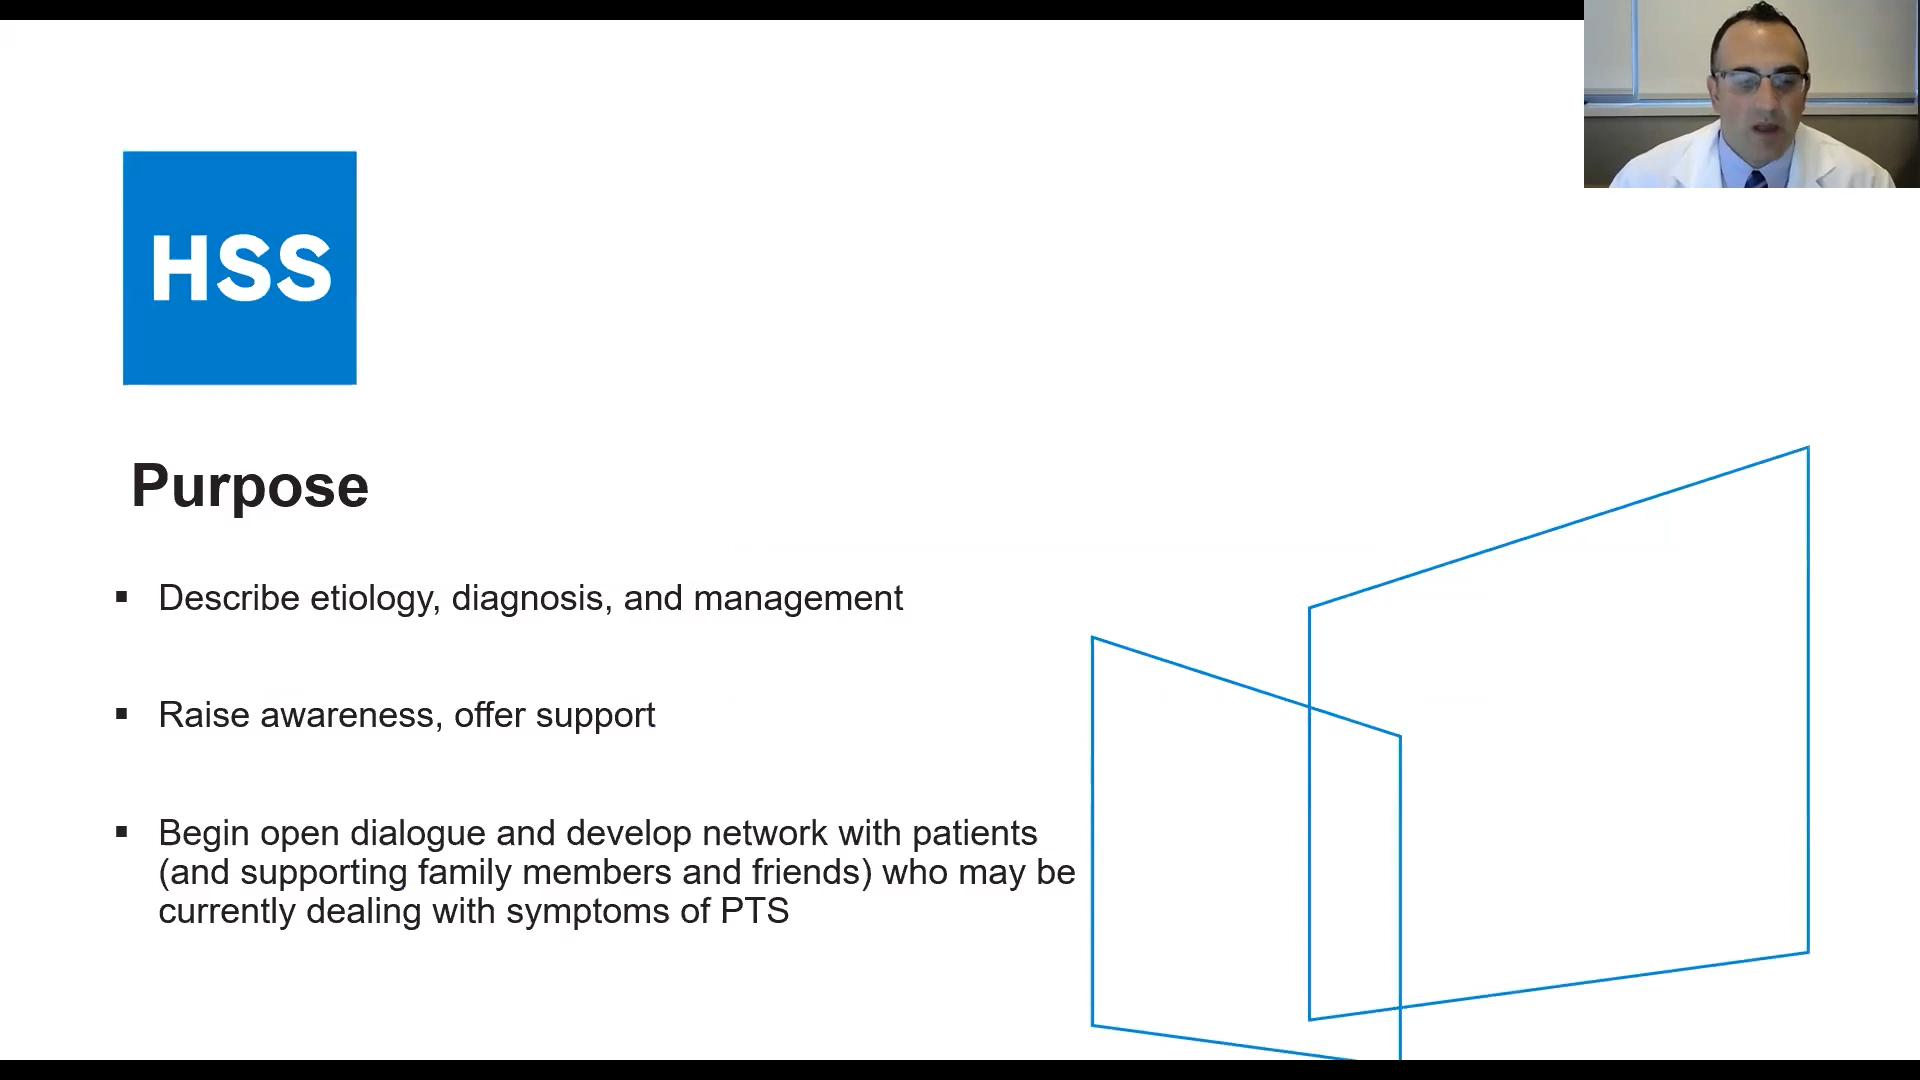 HSS
Purpose
▪ Describe etiology, diagnosis, and management
▪ Raise awareness, offer support
▪ Begin open dialogue and develop network with patients
(and supporting family members and friends) who may be
currently dealing with symptoms of PTS